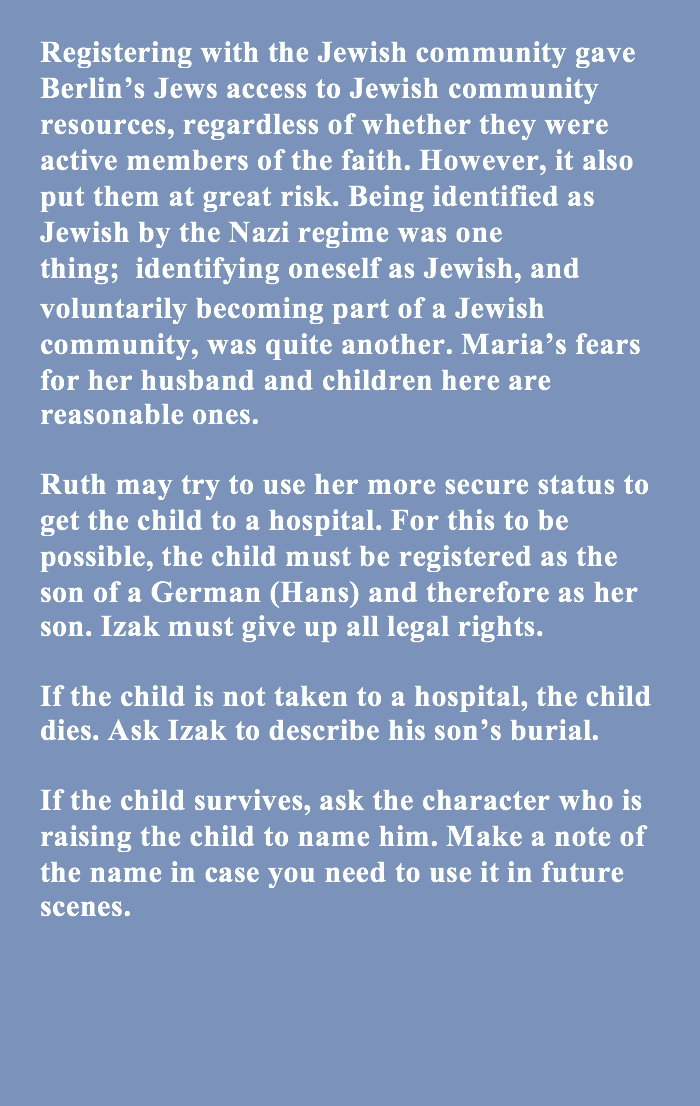 Registering with the Jewish community gave
Berlin’s Jews access to Jewish community
resources, regardless of whether they were
active members of the faith. However, it also
put them at great risk. Being identified as
Jewish by the Nazi regime was one
thing;  identifying oneself as Jewish, and
voluntarily becoming part of a Jewish
community, was quite another. Maria’s fears
for her husband and children here are
reasonable ones.

Ruth may try to use her more secure status to
get the child to a hospital. For this to be
possible, the child must be registered as the
son of a German (Hans) and therefore as her
son. Izak must give up all legal rights.

If the child is not taken to a hospital, the child
dies. Ask Izak to describe his son’s burial.

If the child survives, ask the character who is
raising the child to name him. Make a note of
the name in case you need to use it in future
scenes.